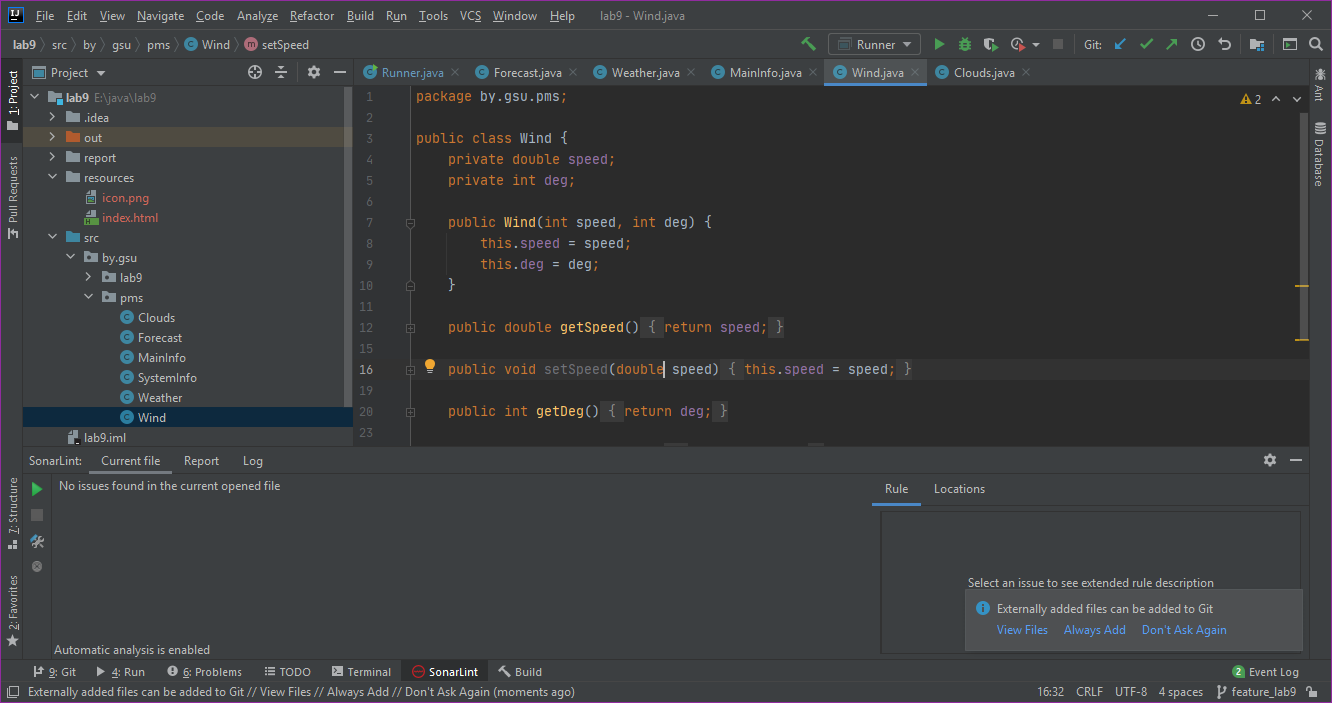 File Edit View Navigate Code Analyze Refactor Build Run Tools VCS Window Help lab9 - Wind.java
lab9 src by gsu pms Wind setSpeed Runner Git:
Project
Runner.java Forecast.java Weather.java MainInfo.java Wind.java Clouds.java
1: Project
Pull Requests
7: Structure
2: Favorites
lab9 E:\java\lab9
.idea
out
report
resources
icon.png
index.html
src
by.gsu
lab9
pms
Clouds
Forecast
MainInfo
SystemInfo
Weather
Wind
lab9.iml
1 package by.gsu.pms;
2
3 public class Wind {
4 private double speed;
5 private int deg;
6
7 public Wind(int speed, int deg) {
8 this.speed = speed;
9 this.deg = deg;
10 }
11
12 public double getSpeed() { return speed; }
15
16 public void setSpeed(double speed) { this.speed = speed; }
19
20 public int getDeg() { return deg; }
23
2
Ant
Database
SonarLint: Current file Report Log
No issues found in the current opened file
Automatic analysis is enabled
Rule Locations
Select an issue to see extended rule description
Externally added files can be added to Git
View Files Always Add Don't Ask Again
9: Git 4: Run 6: Problems TODO Terminal SonarLint Build 2 Event Log
Externally added files can be added to Git // View Files // Always Add // Don't Ask Again (moments ago) 16:32 CRLF UTF-8 4 spaces feature_lab9